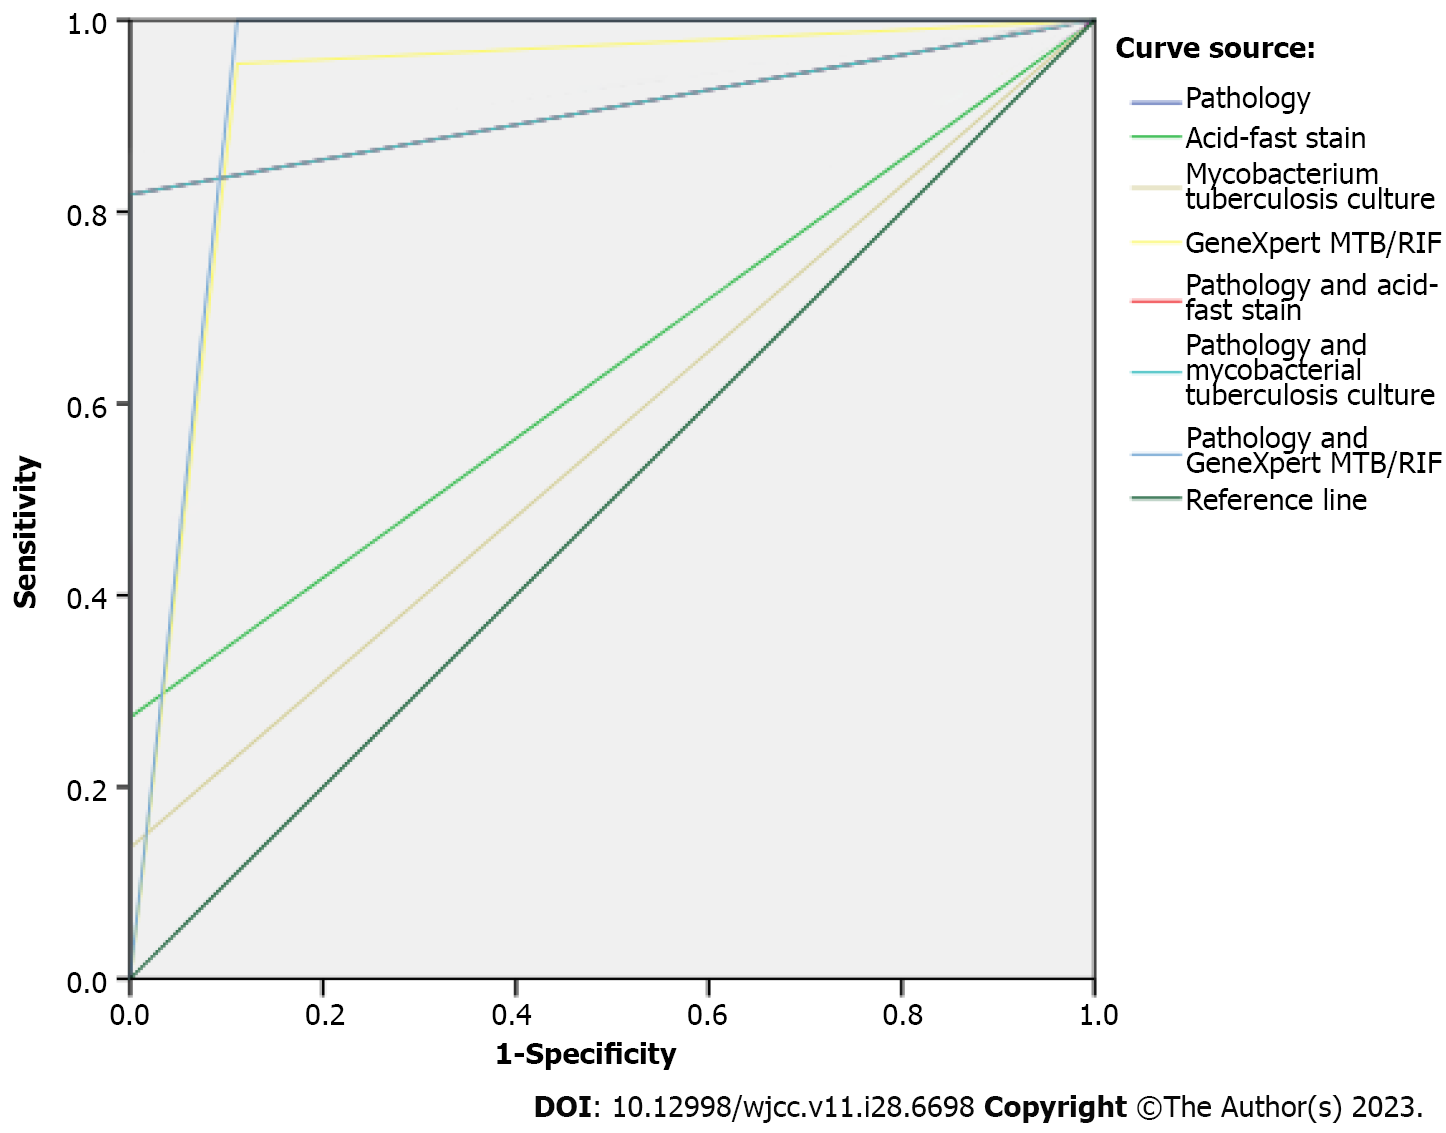 1.0
0.8
0.6
0.4
0.2
0.0
Sensitivity
0.0 0.2 0.4 0.6 0.8 1.0
1-Specificity
Curve source:
Pathology
Acid-fast stain
Mycobacterium
tuberculosis culture
GeneXpert MTB/RIF
Pathology and acid-
fast stain
Pathology and
mycobacterial
tuberculosis culture
Pathology and
GeneXpert MTB/RIF
Reference line
DOI: 10.12998/wjcc.v11.i28.6698 Copyright ©The Author(s) 2023.